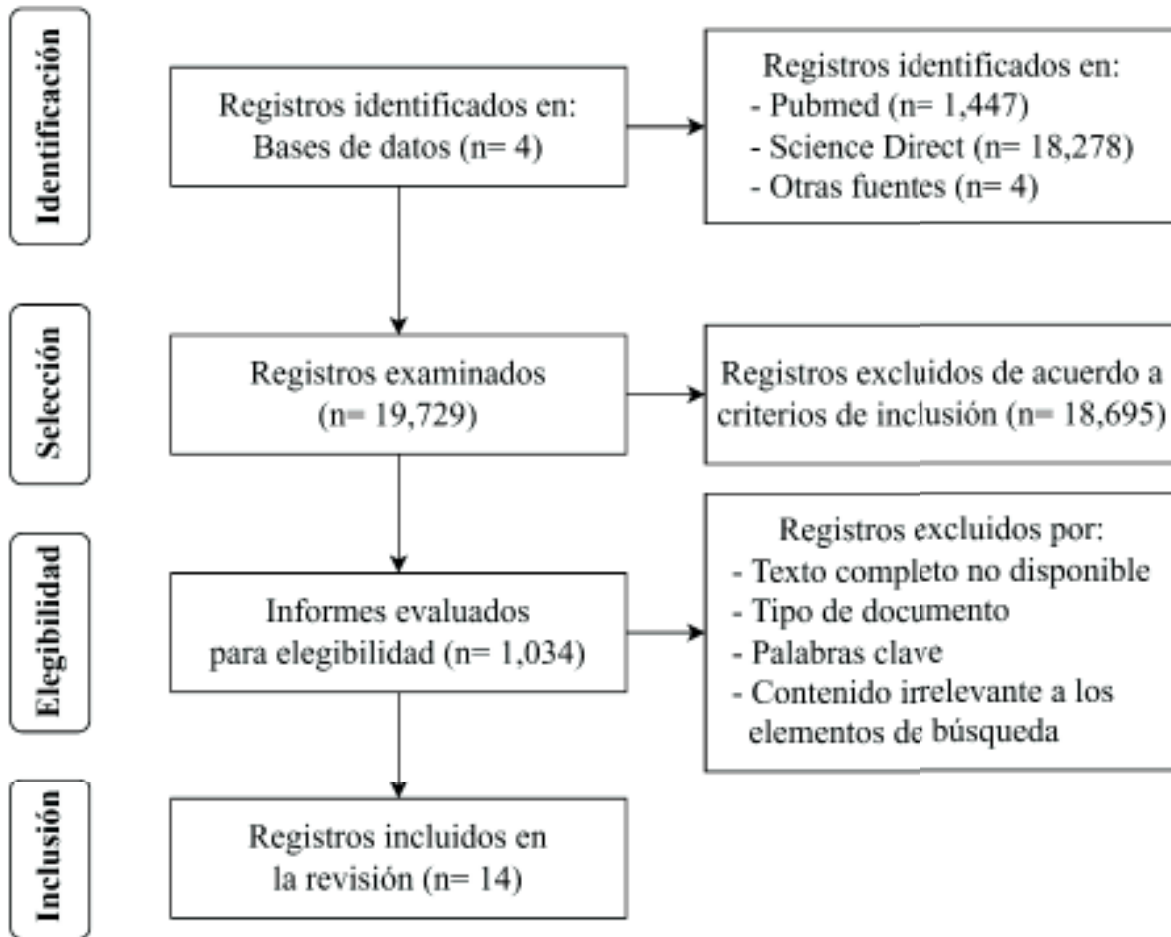 Identificación
Registros identificados en:
Bases de datos (n= 4)
Registros identificados en:
- Pubmed (n= 1,447)
- Science Direct (n= 18,278)
- Otras fuentes (n= 4)
Selección
Registros examinados
(n= 19,729)
Registros excluidos de acuerdo a
criterios de inclusión (n= 18,695)
Elegibilidad
Informes evaluados
para elegibilidad (n= 1,034)
Registros excluidos por:
- Texto completo no disponible
- Tipo de documento
- Palabras clave
- Contenido irrelevante a los
elementos de búsqueda
Inclusión
Registros incluidos en
la revisión (n= 14)